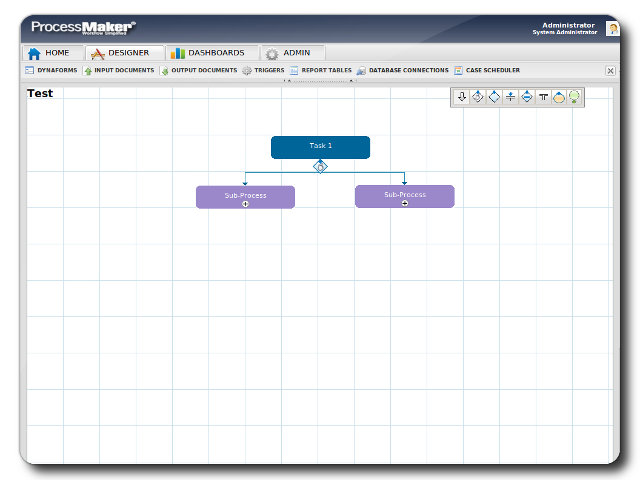 ProcessMaker
Workflow Simplified
Administrator
System Administrator
HOME DESIGNER DASHBOARDS ADMIN
DYNAFORMS INPUT DOCUMENTS OUTPUT DOCUMENTS TRIGGERS REPORT TABLES DATABASE CONNECTIONS CASE SCHEDULER
Test
Task 1
Sub-Process Sub-Process